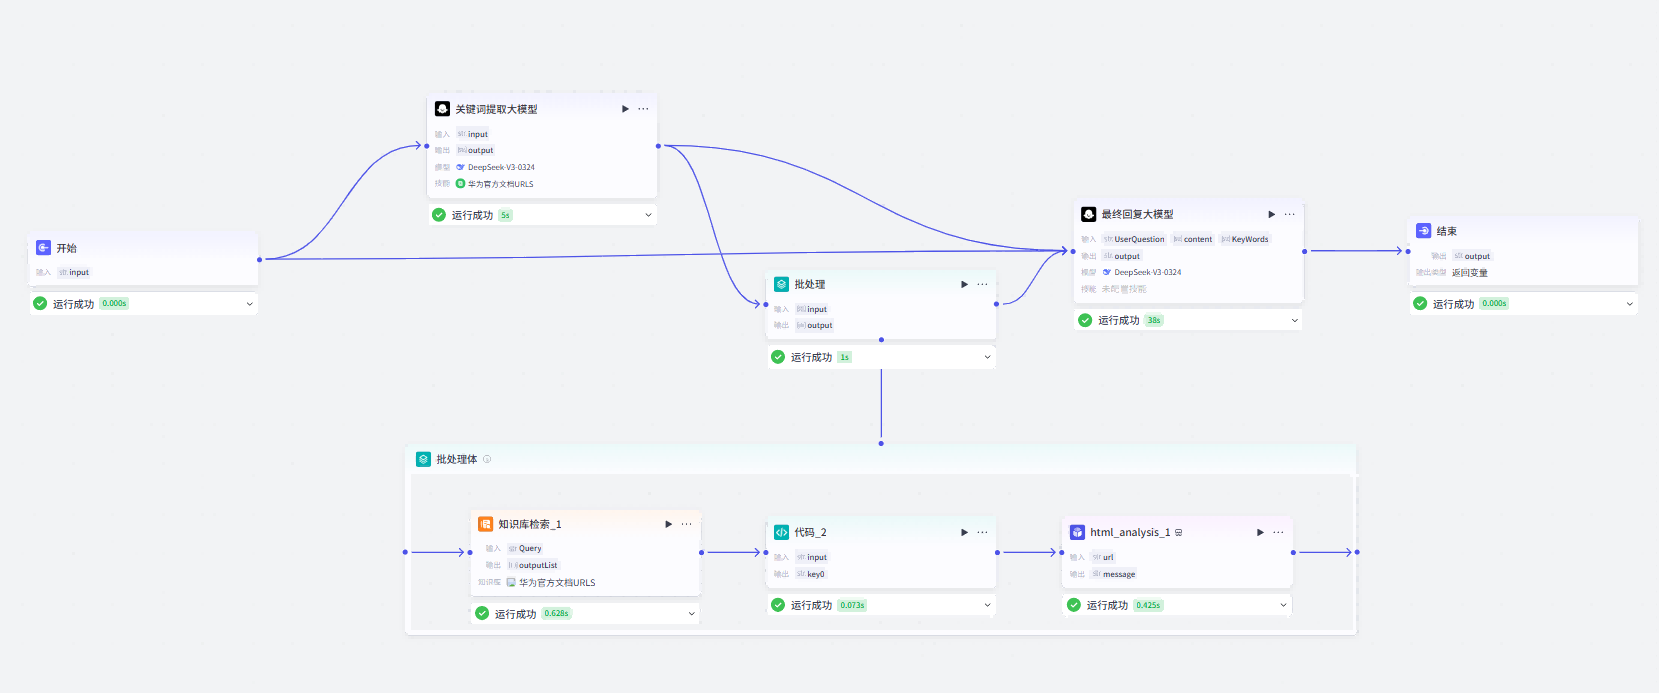 关键词提取大模型
输入 str. input
输出 output
模型 DeepSeek-V3-0324
技能 华为官方文档URLS
运行成功 5s
开始
输入 str. input
运行成功 0.000s
批处理
输入 input
输出 output
运行成功 1s
最终回复大模型
输入 str. UserQuestion content KeyWords
输出 str. output
模型 DeepSeek-V3-0324
技能 未配置技能
运行成功 38s
结束
输出 str. output
输出类型 返回变量
运行成功 0.000s
批处理体
知识库检索_1
输入 str. Query
输出 outputList
知识库 华为官方文档URLS
运行成功 0.628s
代码_2
输入 str. input
输出 str. key0
运行成功 0.073s
html_analysis_1
输入 str. url
输出 str. message
运行成功 0.425s